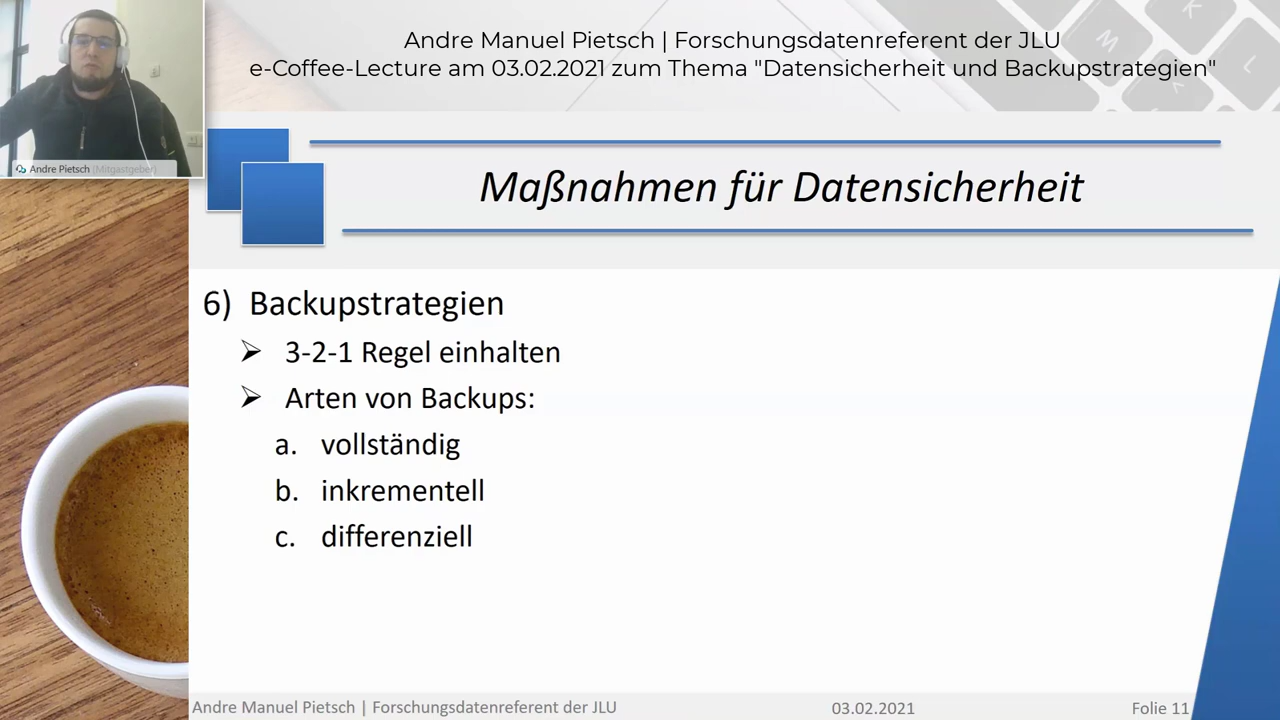 Andre Manuel Pietsch | Forschungsdatenreferent der JLU
e-Coffee-Lecture am 03.02.2021 zum Thema "Datensicherheit und Backupstrategien"
K
M
L
Andre Pietsch (Mitgastgeber)
Maßnahmen für Datensicherheit
6) Backupstrategien
➢ 3-2-1 Regel einhalten
➢ Arten von Backups:
a. vollständig
b. inkrementell
c. differenziell
Andre Manuel Pietsch | Forschungsdatenreferent der JLU
03.02.2021
Folie 11